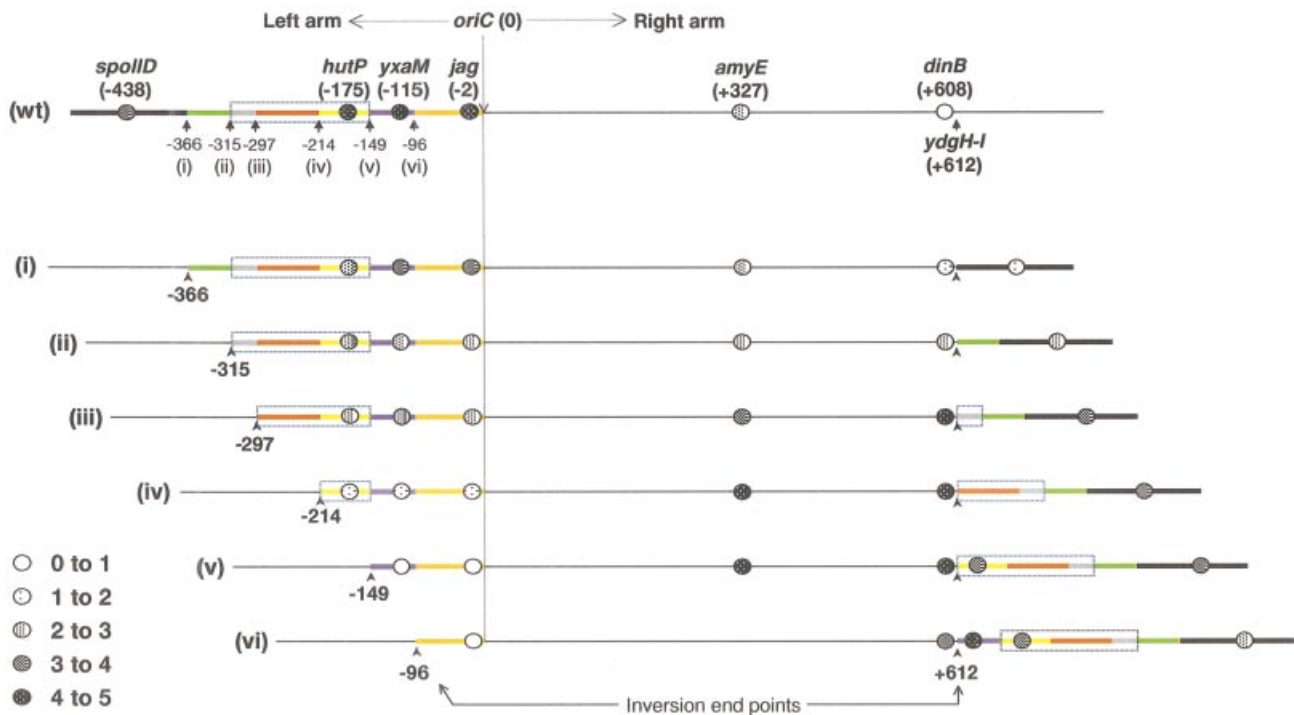 Left arm oriC (0) Right arm
spoIID hutP yxaM jag amyE dinB
(-438) (-175) (-115) (-2) (+327) (+608)
(wt)
-366 -315 -297 -214 -149 -96 ydgH-I
(i) (ii) (iii) (iv) (v) (vi) (+612)
(i)
-366
(ii)
-315
(iii)
-297
(iv)
-214
0 to 1
(v)
1 to 2
-149
2 to 3
(vi)
3 to 4
-96 +612
4 to 5
Inversion end points